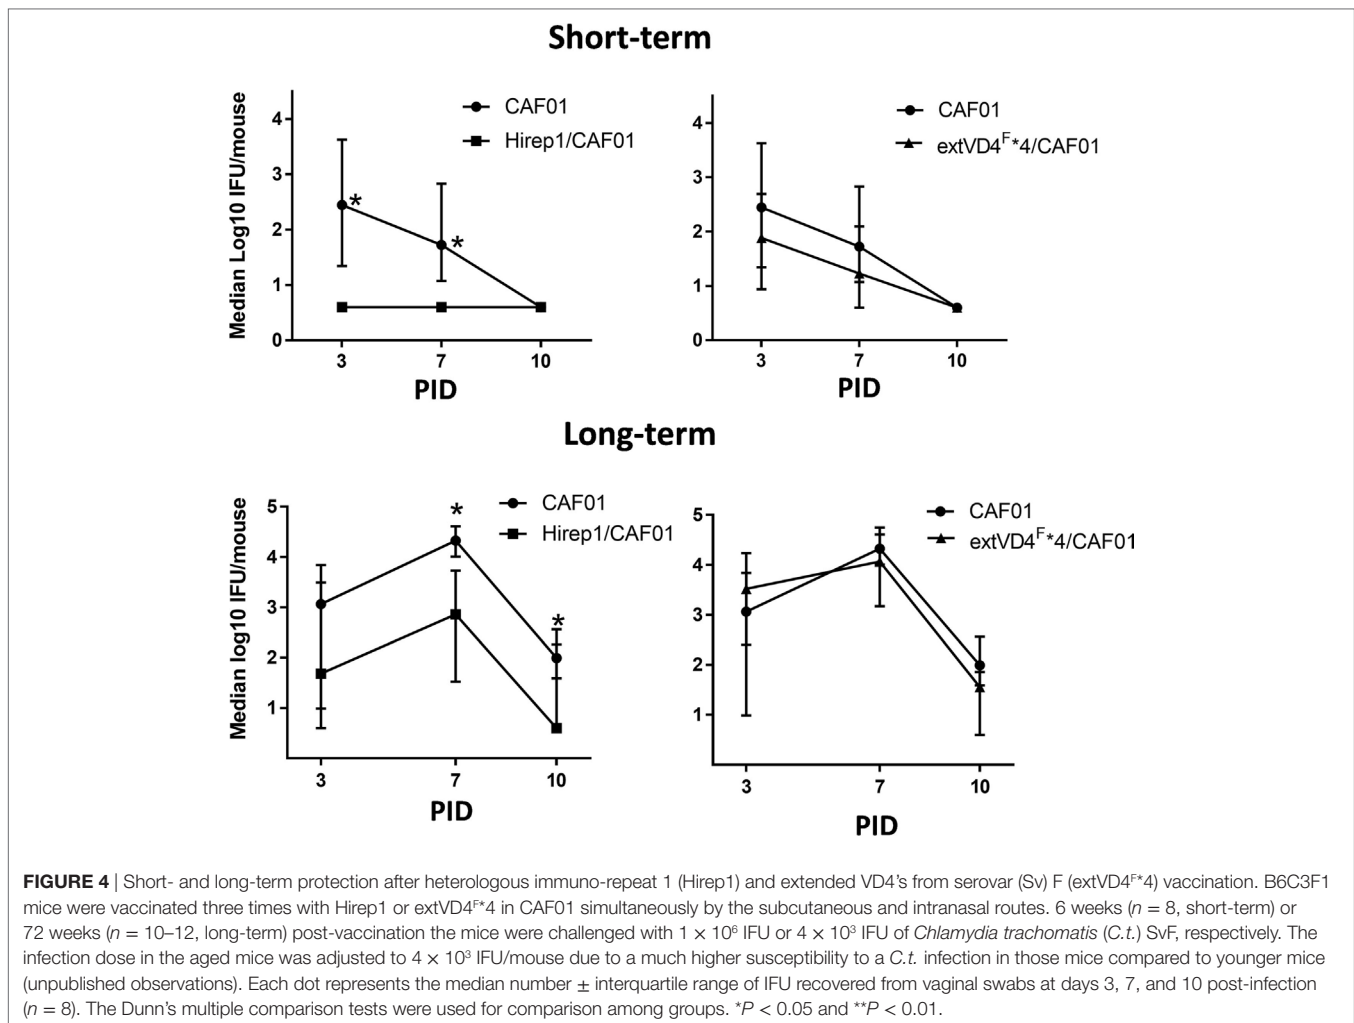 Short-term
Median Log10 IFU/mouse
4
3
2
1
0
3
7
10
PID
CAF01
Hirep1/CAF01
*
*
4
3
2
1
0
3
7
10
PID
CAF01
extVD4ᶠ*4/CAF01
Long-term
Median log10 IFU/mouse
5
4
3
2
1
3
7
10
PID
CAF01
Hirep1/CAF01
*
*
5
4
3
2
1
3
7
10
PID
CAF01
extVD4ᶠ*4/CAF01
FIGURE 4 | Short- and long-term protection after heterologous immuno-repeat 1 (Hirep1) and extended VD4's from serovar (Sv) F (extVD4ᶠ*4) vaccination. B6C3F1
mice were vaccinated three times with Hirep1 or extVD4ᶠ*4 in CAF01 simultaneously by the subcutaneous and intranasal routes. 6 weeks (n = 8, short-term) or
72 weeks (n = 10–12, long-term) post-vaccination the mice were challenged with 1 × 10⁶ IFU or 4 × 10³ IFU of Chlamydia trachomatis (C.t.) SvF, respectively. The
infection dose in the aged mice was adjusted to 4 × 10³ IFU/mouse due to a much higher susceptibility to a C.t. infection in those mice compared to younger mice
(unpublished observations). Each dot represents the median number ± interquartile range of IFU recovered from vaginal swabs at days 3, 7, and 10 post-infection
(n = 8). The Dunn's multiple comparison tests were used for comparison among groups. *P < 0.05 and **P < 0.01.